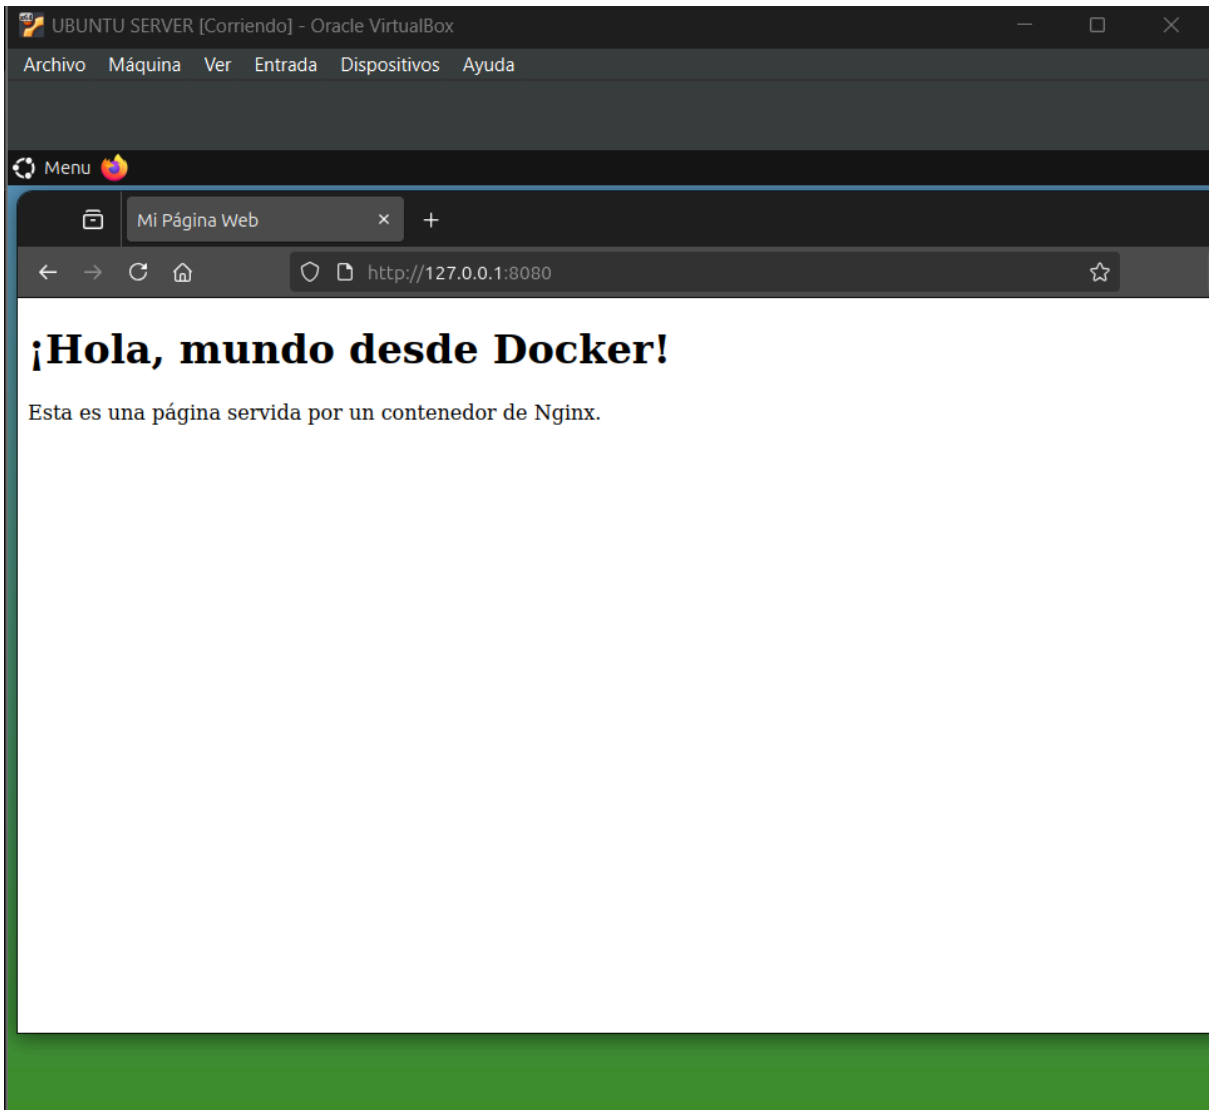 UBUNTU SERVER [Corriendo] - Oracle VirtualBox
Archivo Máquina Ver Entrada Dispositivos Ayuda
Menu
Mi Página Web
http://127.0.0.1:8080
¡Hola, mundo desde Docker!
Esta es una página servida por un contenedor de Nginx.